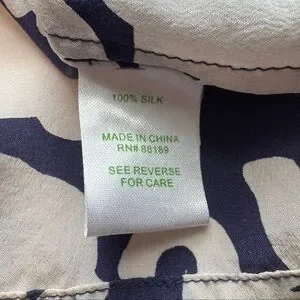 100% SILK
MADE IN CHINA
RN# 88189
SEE REVERSE
FOR CARE